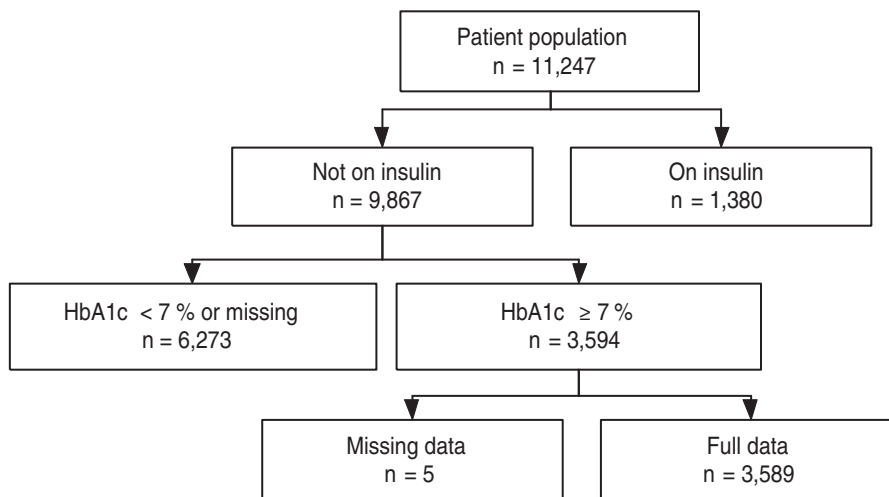 Patient population
n = 11,247
Not on insulin
n = 9,867
On insulin
n = 1,380
HbA1c < 7 % or missing
n = 6,273
HbA1c ≥ 7 %
n = 3,594
Missing data
n = 5
Full data
n = 3,589